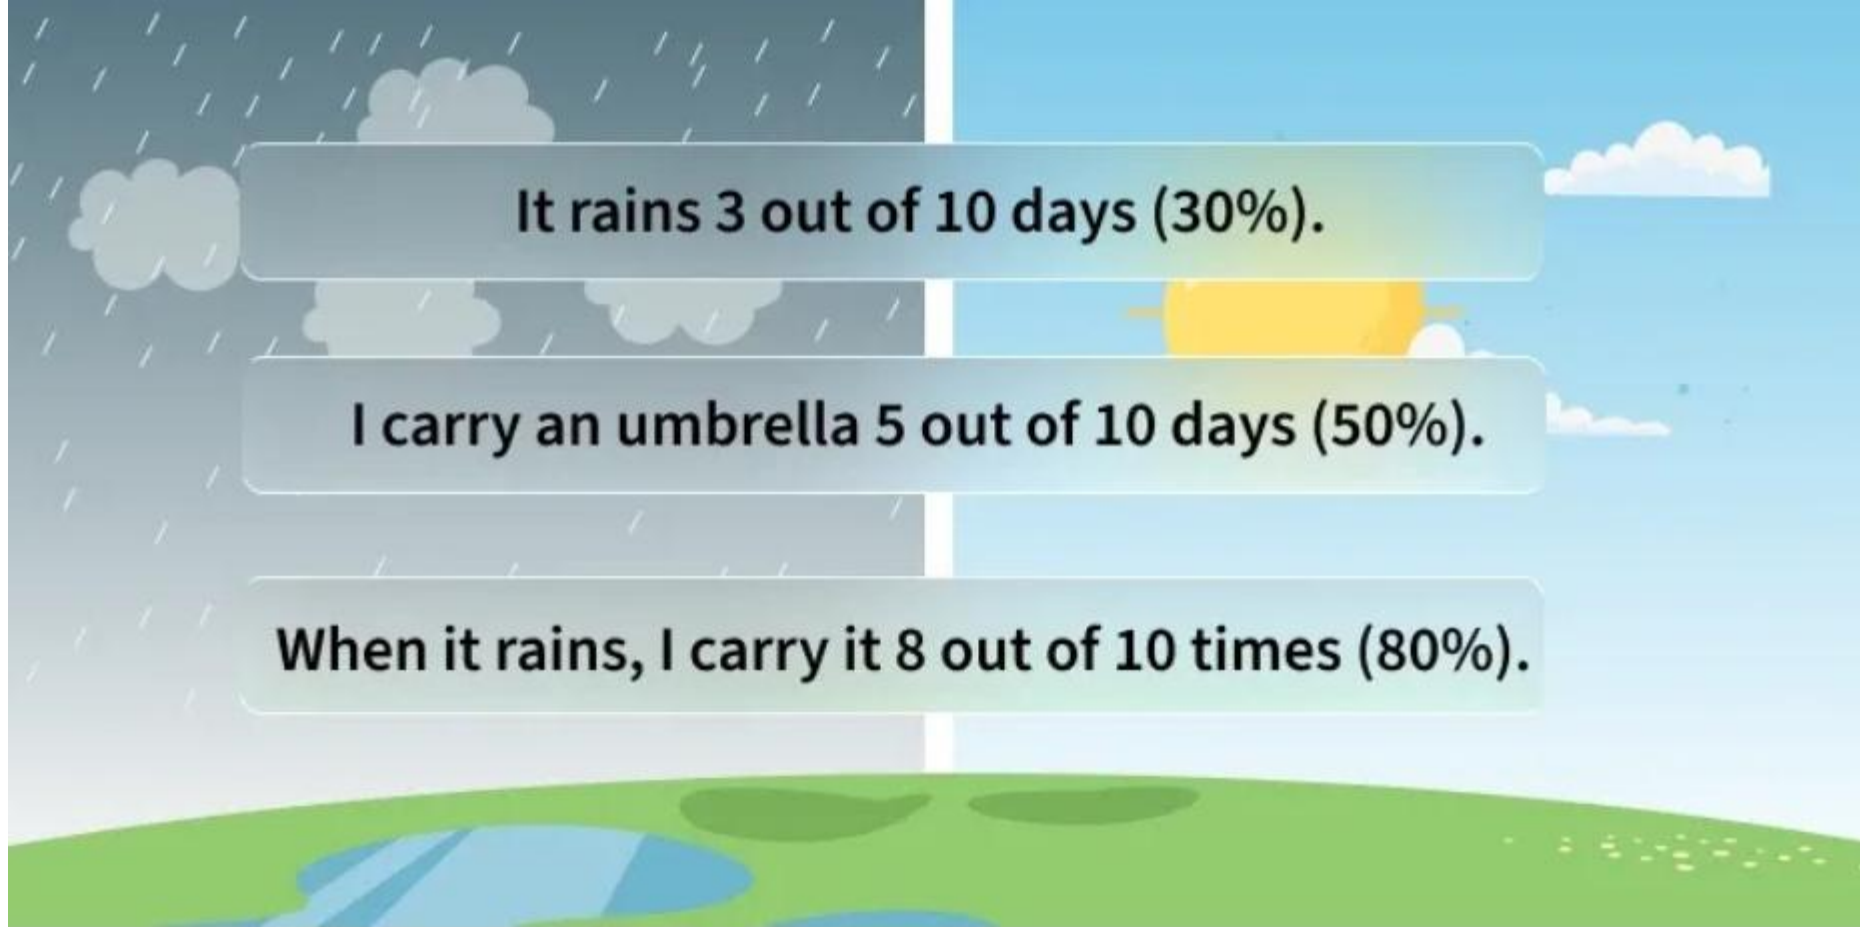 It rains 3 out of 10 days (30%).
I carry an umbrella 5 out of 10 days (50%).
When it rains, I carry it 8 out of 10 times (80%).